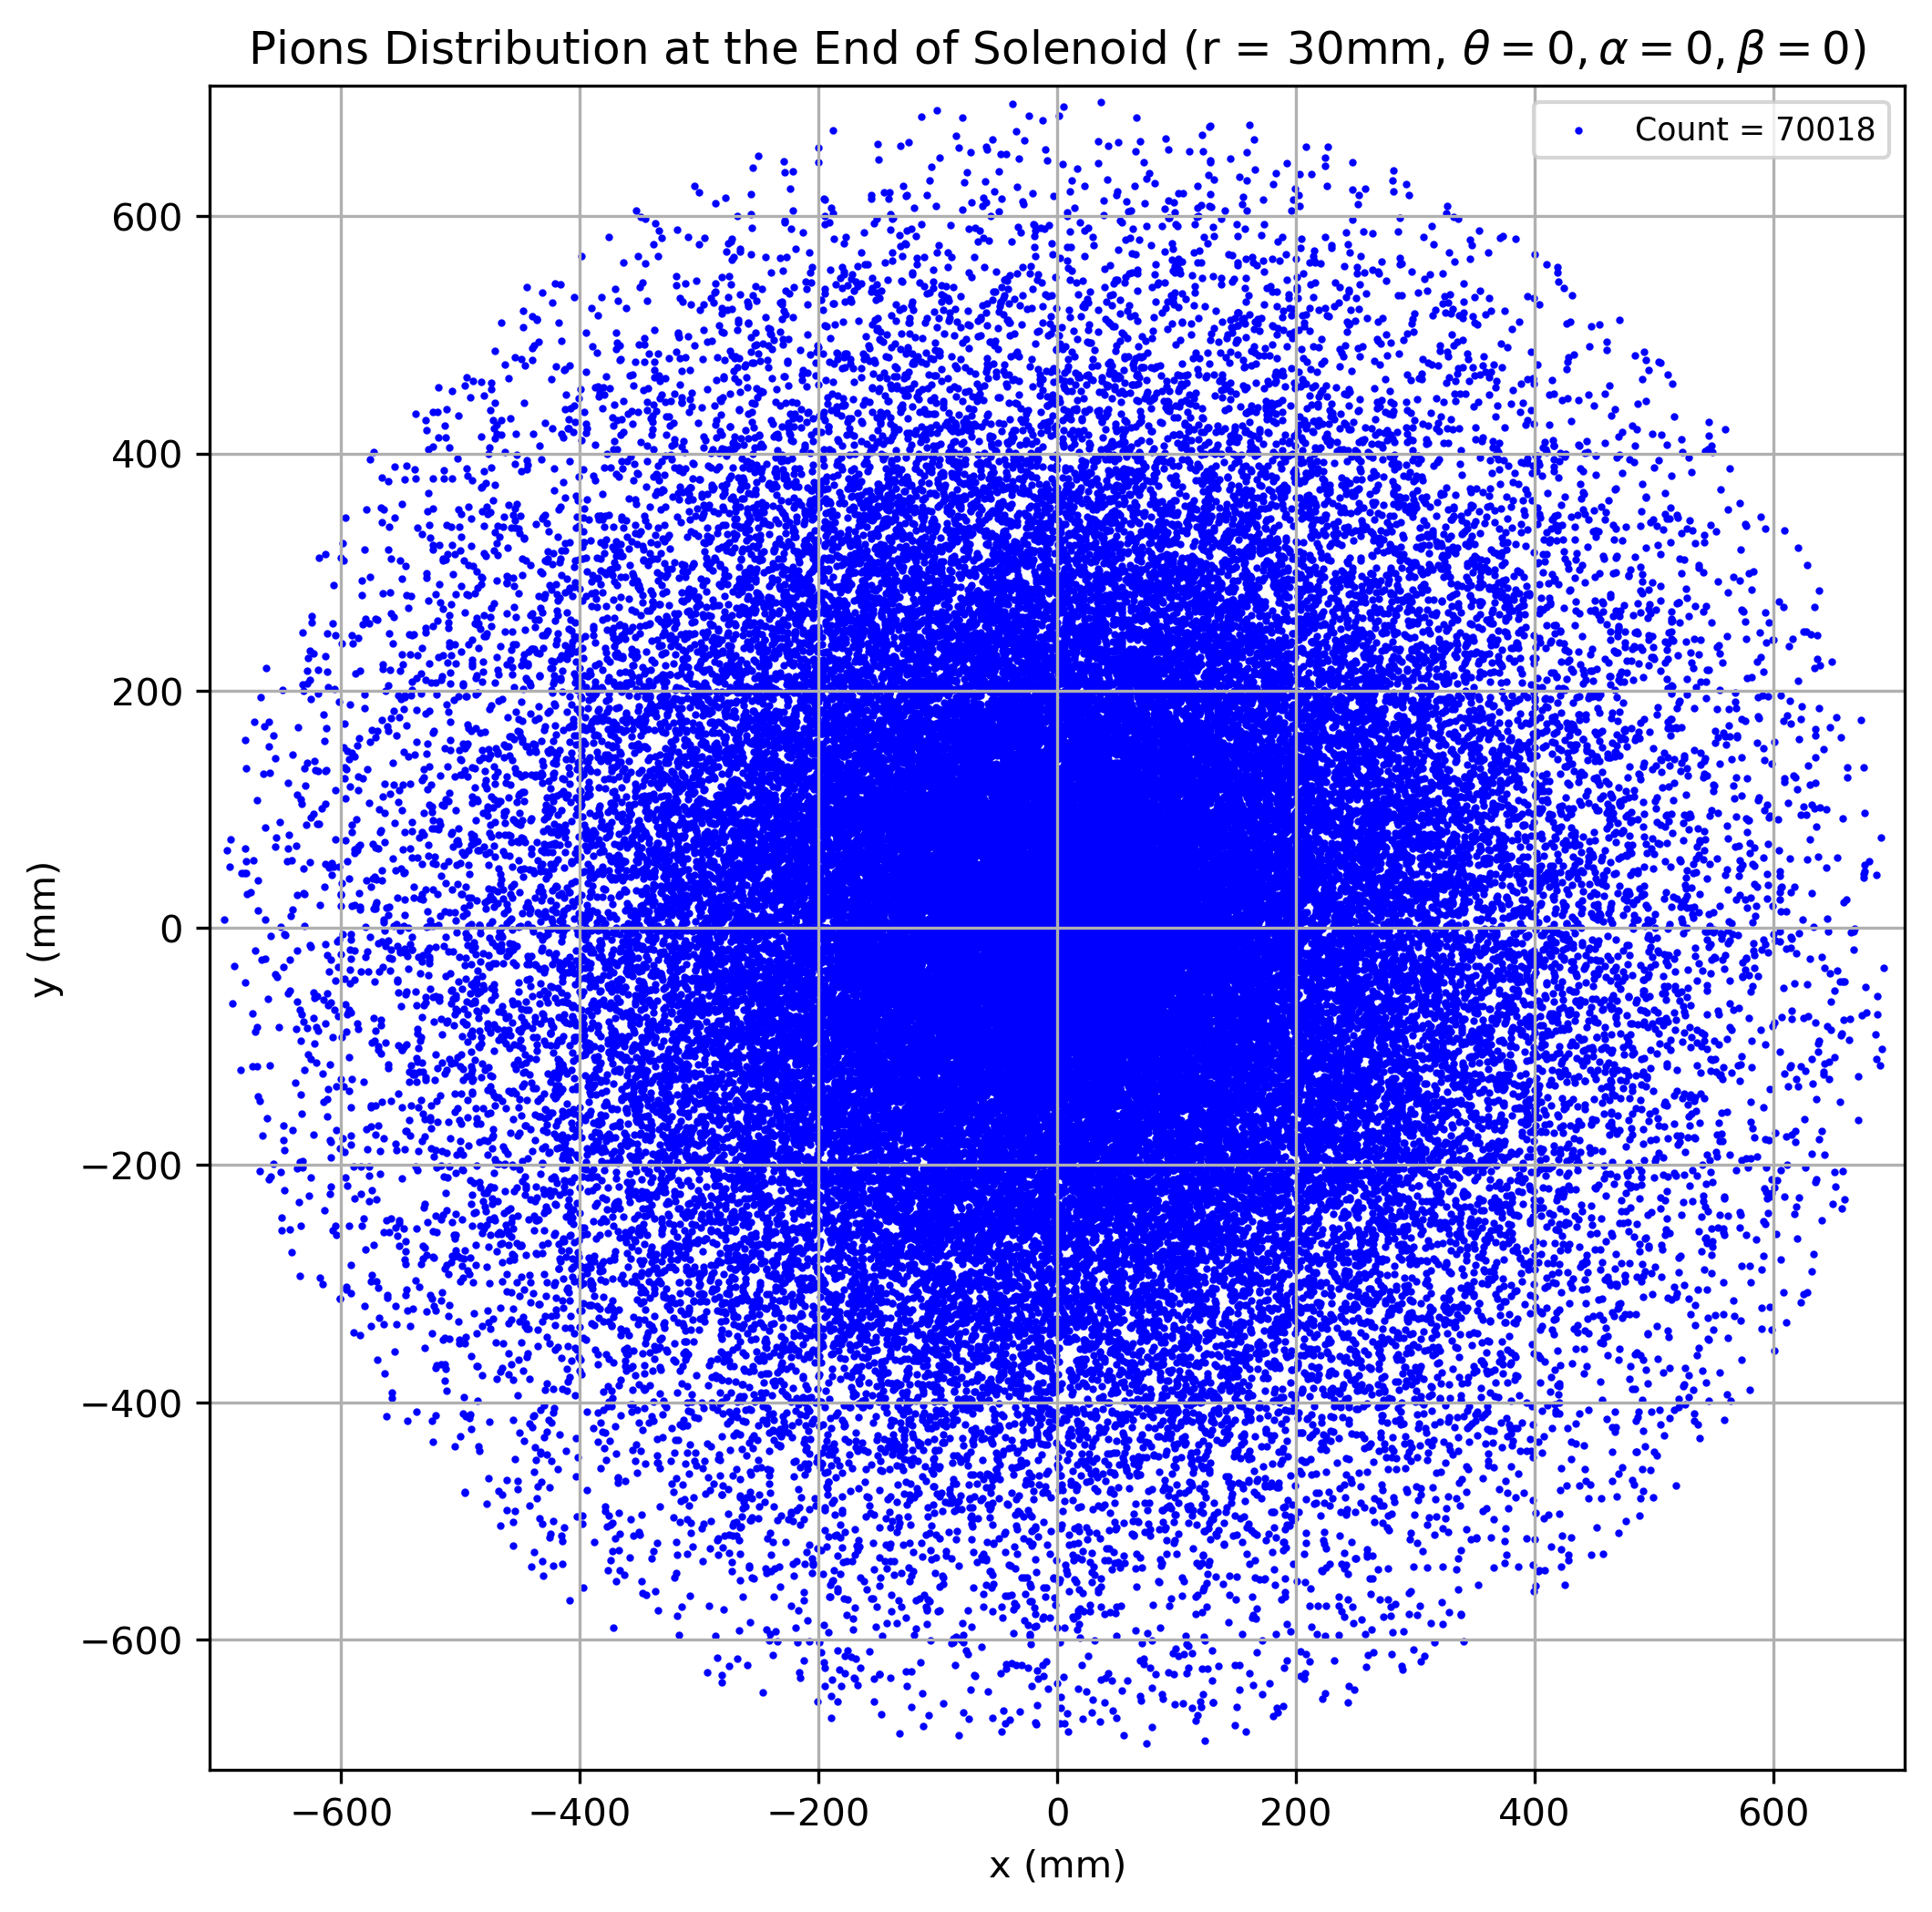 Pions Distribution at the End of Solenoid (r = 30mm, θ = 0, α = 0, β = 0)
Count = 70018
600
400
200
0
−200
−400
−600
y (mm)
−600 −400 −200 0 200 400 600
x (mm)